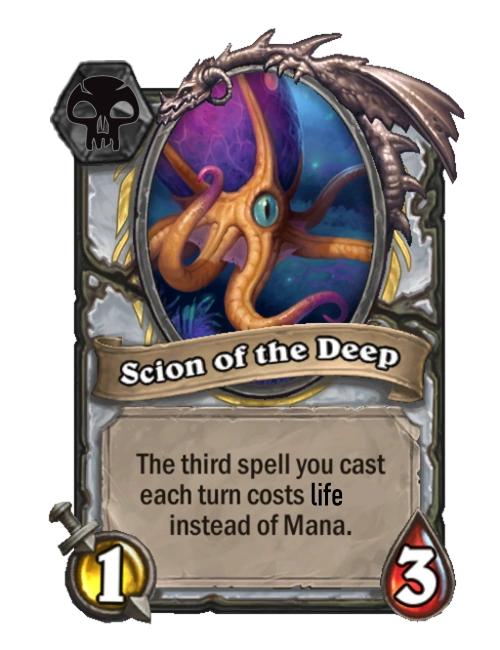 Scion of the Deep
The third spell you cast
each turn costs life
instead of Mana.
1
3